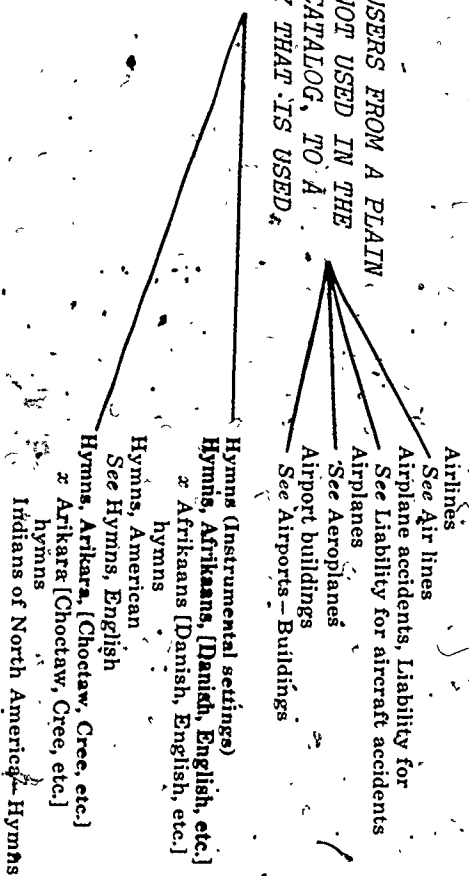 USERS FROM A PLAIN
NOT USED IN THE
CATALOG, TO A
THAT IS USED.
Airlines
See Air lines
Airplane accidents, Liability for
See Liability for aircraft accidents
Airplanes
See Aeroplanes
Airport buildings
See Airports – Buildings
Hymns (Instrumental settings)
Hymns, Afrikaans, [Danish, English, etc.]
x Afrikaans [Danish, English, etc.]
hymns
Hymns, American
See Hymns, English
Hymns, Arikara, [Choctaw, Cree, etc.]
x Arikara [Choctaw, Cree, etc.]
hymns
Indians of North America – Hymns